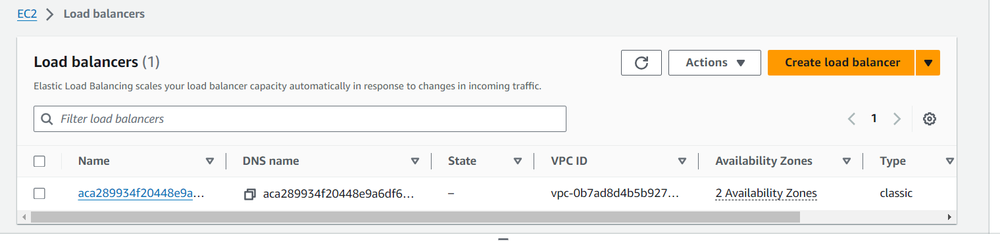 EC2 > Load balancers
Load balancers (1)
Actions
Create load balancer
Elastic Load Balancing scales your load balancer capacity automatically in response to changes in incoming traffic.
Filter load balancers
1
Name DNS name State VPC ID Availability Zones Type
aca289934f20448e9a… aca289934f20448e9a6df6… – vpc-0b7ad8d4b5b927… 2 Availability Zones classic